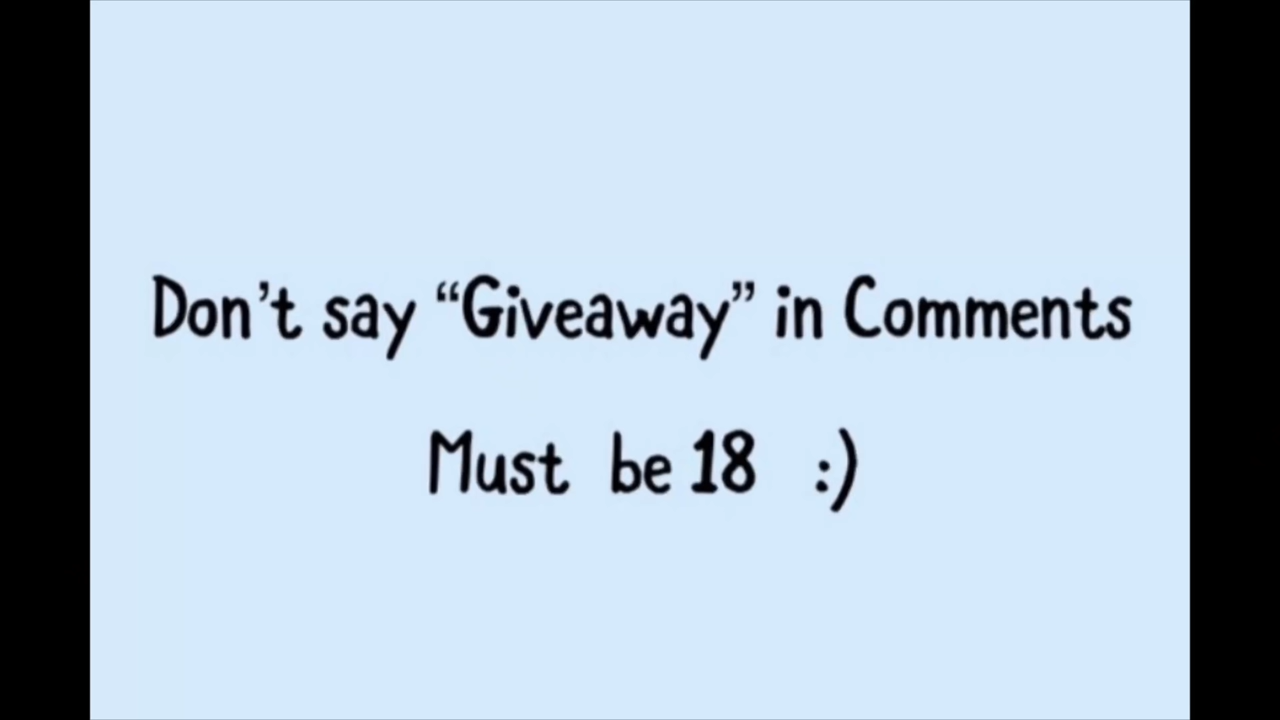 Don’t say “Giveaway” in Comments
Must be 18 :)